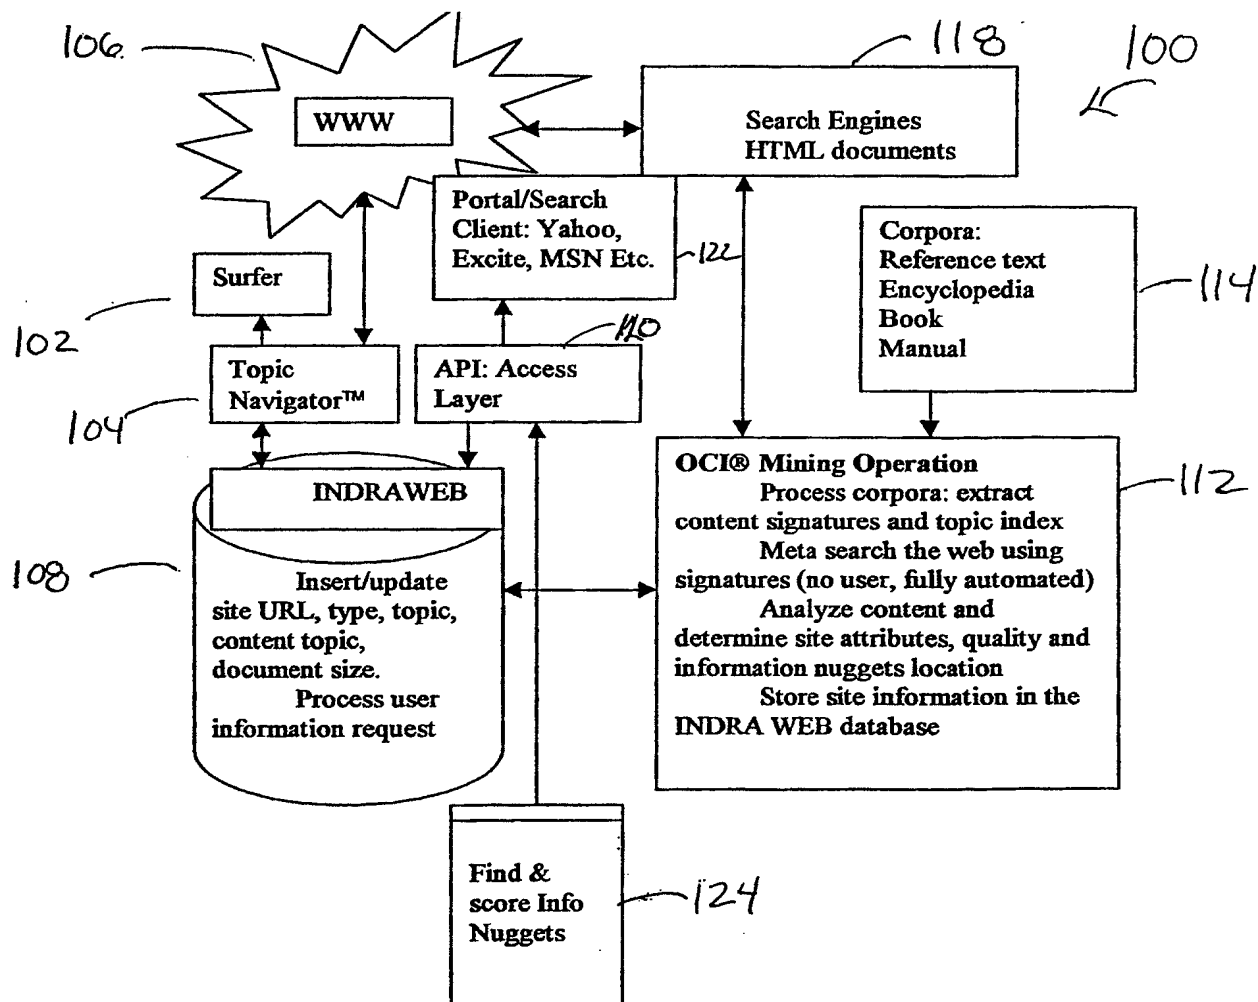 106
118
100
WWW
Search Engines
HTML documents
Portal/Search
Client: Yahoo,
Excite, MSN Etc.
122
Corpora:
Reference text
Encyclopedia
Book
Manual
114
Surfer
102
110
Topic
Navigator™
104
API: Access
Layer
INDRAWEB
108
Insert/update
site URL, type, topic,
content topic,
document size.
Process user
information request
OCI® Mining Operation
Process corpora: extract
content signatures and topic index
Meta search the web using
signatures (no user, fully automated)
Analyze content and
determine site attributes, quality and
information nuggets location
Store site information in the
INDRA WEB database
112
Find &
score Info
Nuggets
124